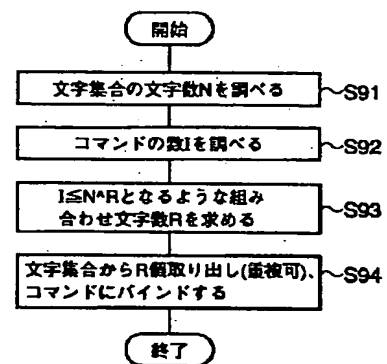 開始
文字集合の文字数Nを調べる
S91
コマンドの数Iを調べる
S92
I≦N^Rとなるような組み
合わせ文字数Rを求める
S93
文字集合からR個取り出し(重複可)、
コマンドにバインドする
S94
終了